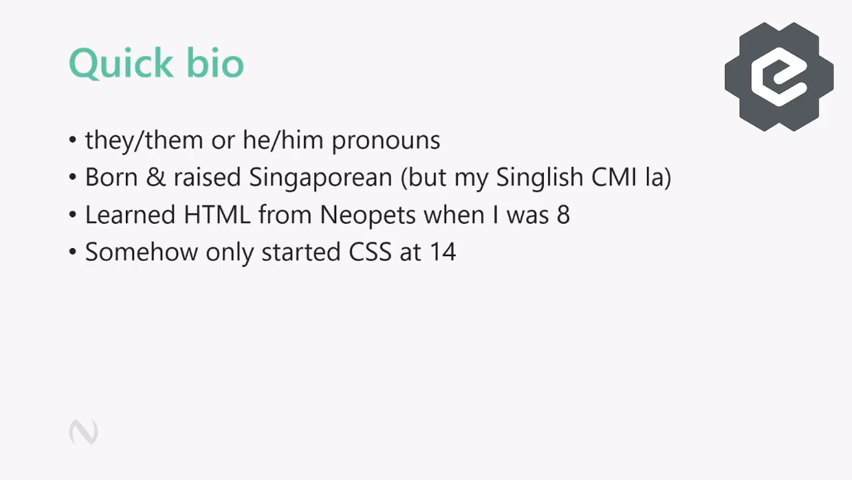 Quick bio
• they/them or he/him pronouns
• Born & raised Singaporean (but my Singlish CMI la)
• Learned HTML from Neopets when I was 8
• Somehow only started CSS at 14